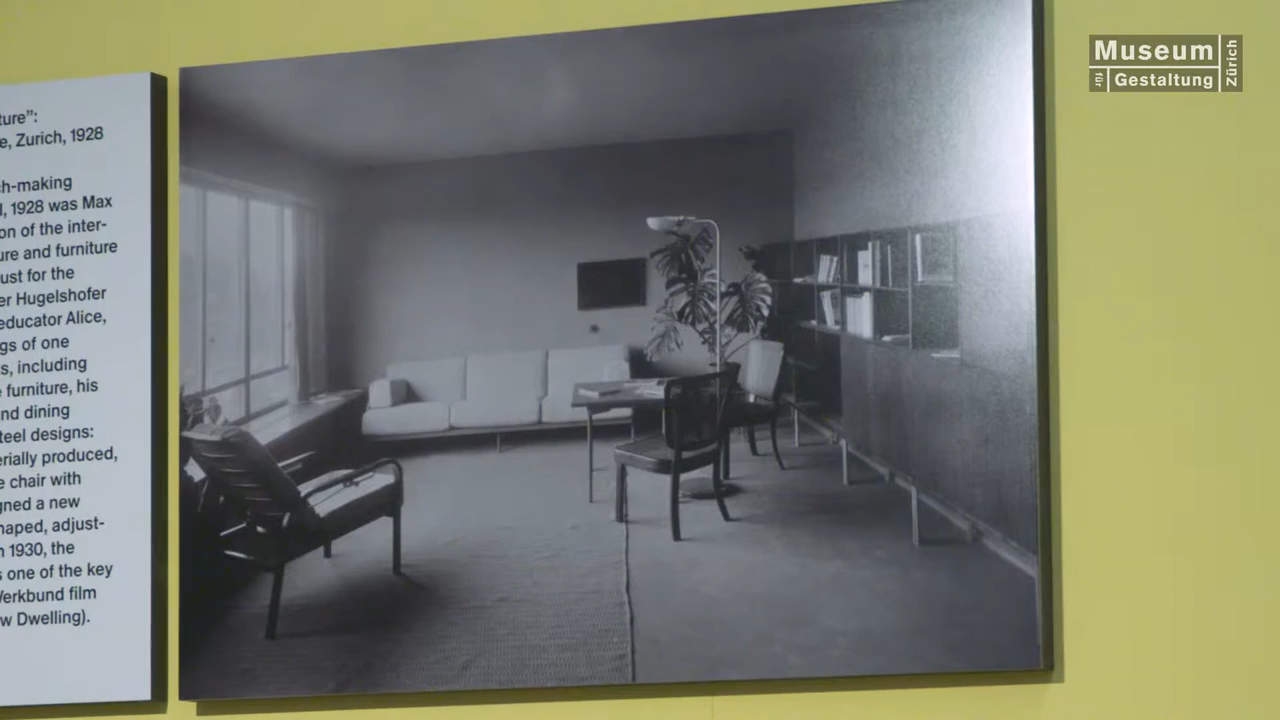 ture”:
e, Zurich, 1928
ch-making
l, 1928 was Max
on of the inter-
ure and furniture
ust for the
er Hugelshofer
educator Alice,
gs of one
s, including
e furniture, his
nd dining
teel designs:
erially produced,
e chair with
gned a new
haped, adjust-
n 1930, the
s one of the key
Werkbund film
w Dwelling).
Museum
für Gestaltung
Zürich